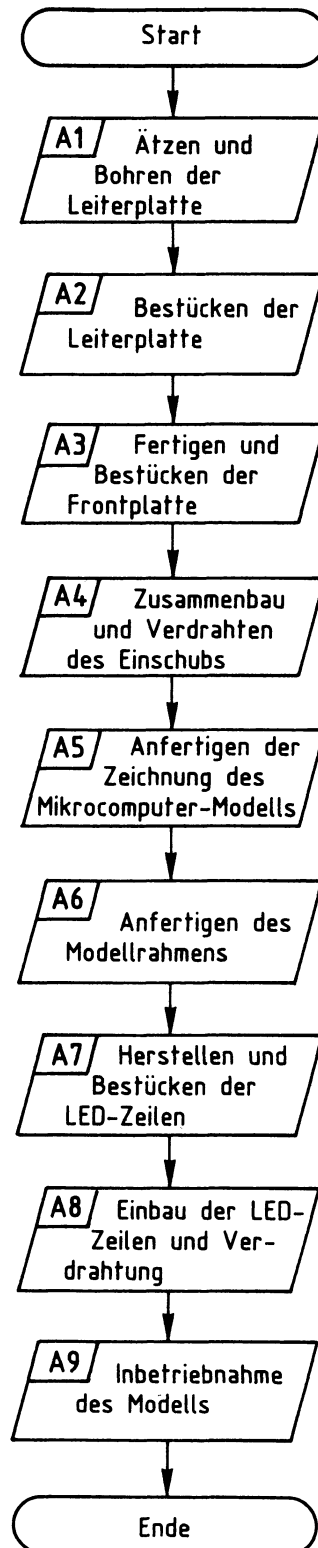 Start
A1 Ätzen und
Bohren der
Leiterplatte
A2 Bestücken der
Leiterplatte
A3 Fertigen und
Bestücken der
Frontplatte
A4 Zusammenbau
und Verdrahten
des Einschubs
A5 Anfertigen der
Zeichnung des
Mikrocomputer-Modells
A6 Anfertigen des
Modellrahmens
A7 Herstellen und
Bestücken der
LED-Zeilen
A8 Einbau der LED-
Zeilen und Ver-
drahtung
A9 Inbetriebnahme
des Modells
Ende